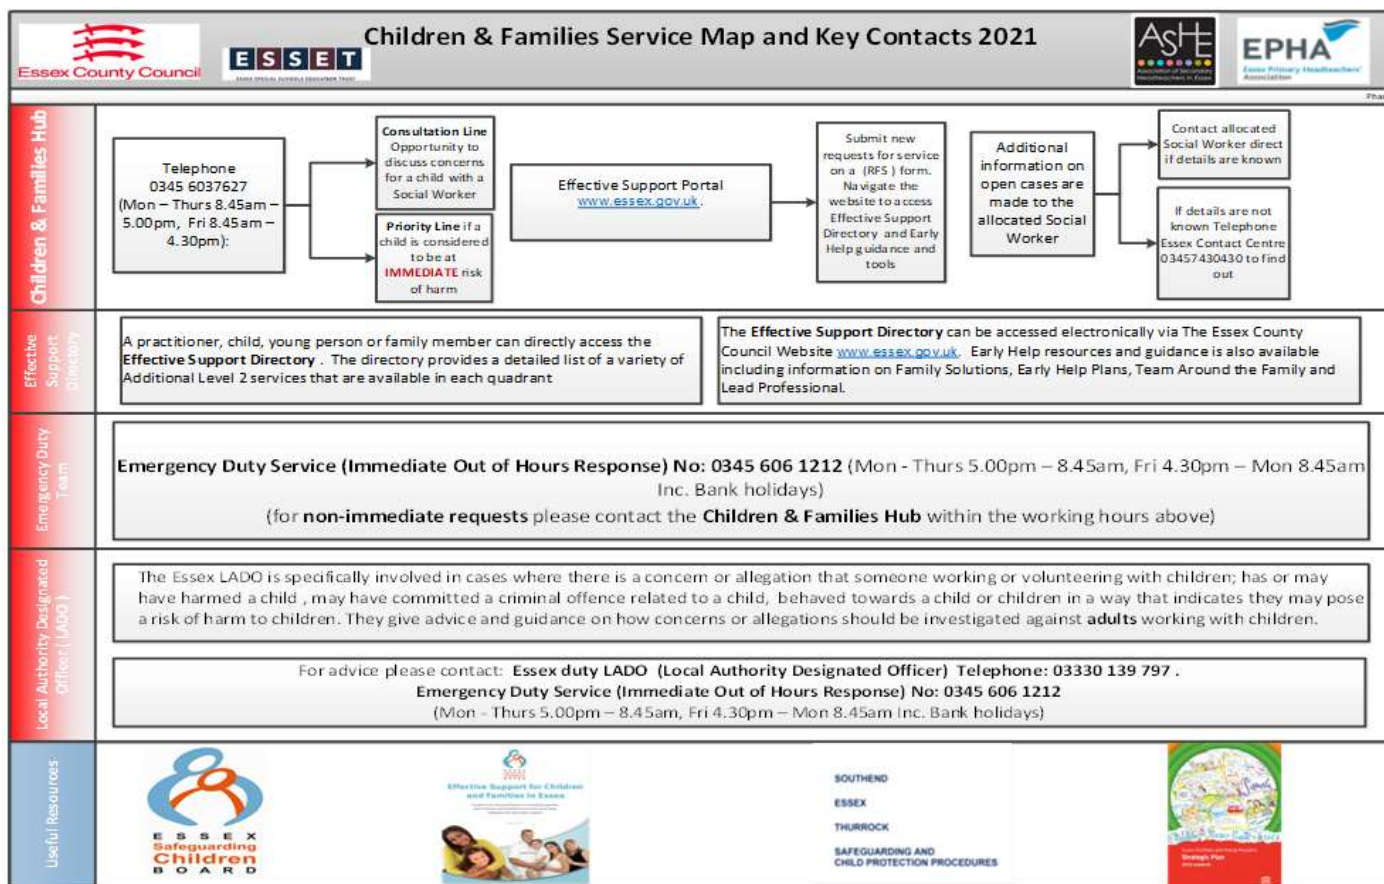 Essex County Council
ESSET
Children & Families Service Map and Key Contacts 2021
ASHE
Association of Secondary
Headteachers in Essex
EPHA
Essex Primary Headteachers'
Association
Children & Families Hub
Telephone
0345 6037627
(Mon – Thurs 8.45am –
5.00pm, Fri 8.45am –
4.30pm):
Consultation Line
Opportunity to
discuss concerns
for a child with a
Social Worker
Priority Line if a
child is considered
to be at
IMMEDIATE risk
of harm
Effective Support Portal
www.essex.gov.uk .
Submit new
requests for service
on a (RFS ) form.
Navigate the
website to access
Effective Support
Directory and Early
Help guidance and
tools
Additional
information on
open cases are
made to the
allocated Social
Worker
Contact allocated
Social Worker direct
if details are known
If details are not
known Telephone
Essex Contact Centre
03457430430 to find
out
Effective
Support
Directory
A practitioner, child, young person or family member can directly access the
Effective Support Directory . The directory provides a detailed list of a variety of
Additional Level 2 services that are available in each quadrant
The Effective Support Directory can be accessed electronically via The Essex County
Council Website www.essex.gov.uk. Early Help resources and guidance is also available
including information on Family Solutions, Early Help Plans, Team Around the Family and
Lead Professional.
Emergency Duty
Team
Emergency Duty Service (Immediate Out of Hours Response) No: 0345 606 1212 (Mon - Thurs 5.00pm – 8.45am, Fri 4.30pm – Mon 8.45am
Inc. Bank holidays)
(for non-immediate requests please contact the Children & Families Hub within the working hours above)
Local Authority Designated
Officer ( LADO )
The Essex LADO is specifically involved in cases where there is a concern or allegation that someone working or volunteering with children; has or may
have harmed a child , may have committed a criminal offence related to a child, behaved towards a child or children in a way that indicates they may pose
a risk of harm to children. They give advice and guidance on how concerns or allegations should be investigated against adults working with children.
For advice please contact: Essex duty LADO (Local Authority Designated Officer) Telephone: 03330 139 797 .
Emergency Duty Service (Immediate Out of Hours Response) No: 0345 606 1212
(Mon - Thurs 5.00pm – 8.45am, Fri 4.30pm – Mon 8.45am Inc. Bank holidays)
Useful Resources
ESSEX
Safeguarding
Children
BOARD
Effective Support for Children
and Families in Essex
SOUTHEND
ESSEX
THURROCK
SAFEGUARDING AND
CHILD PROTECTION PROCEDURES
Strategic Plan